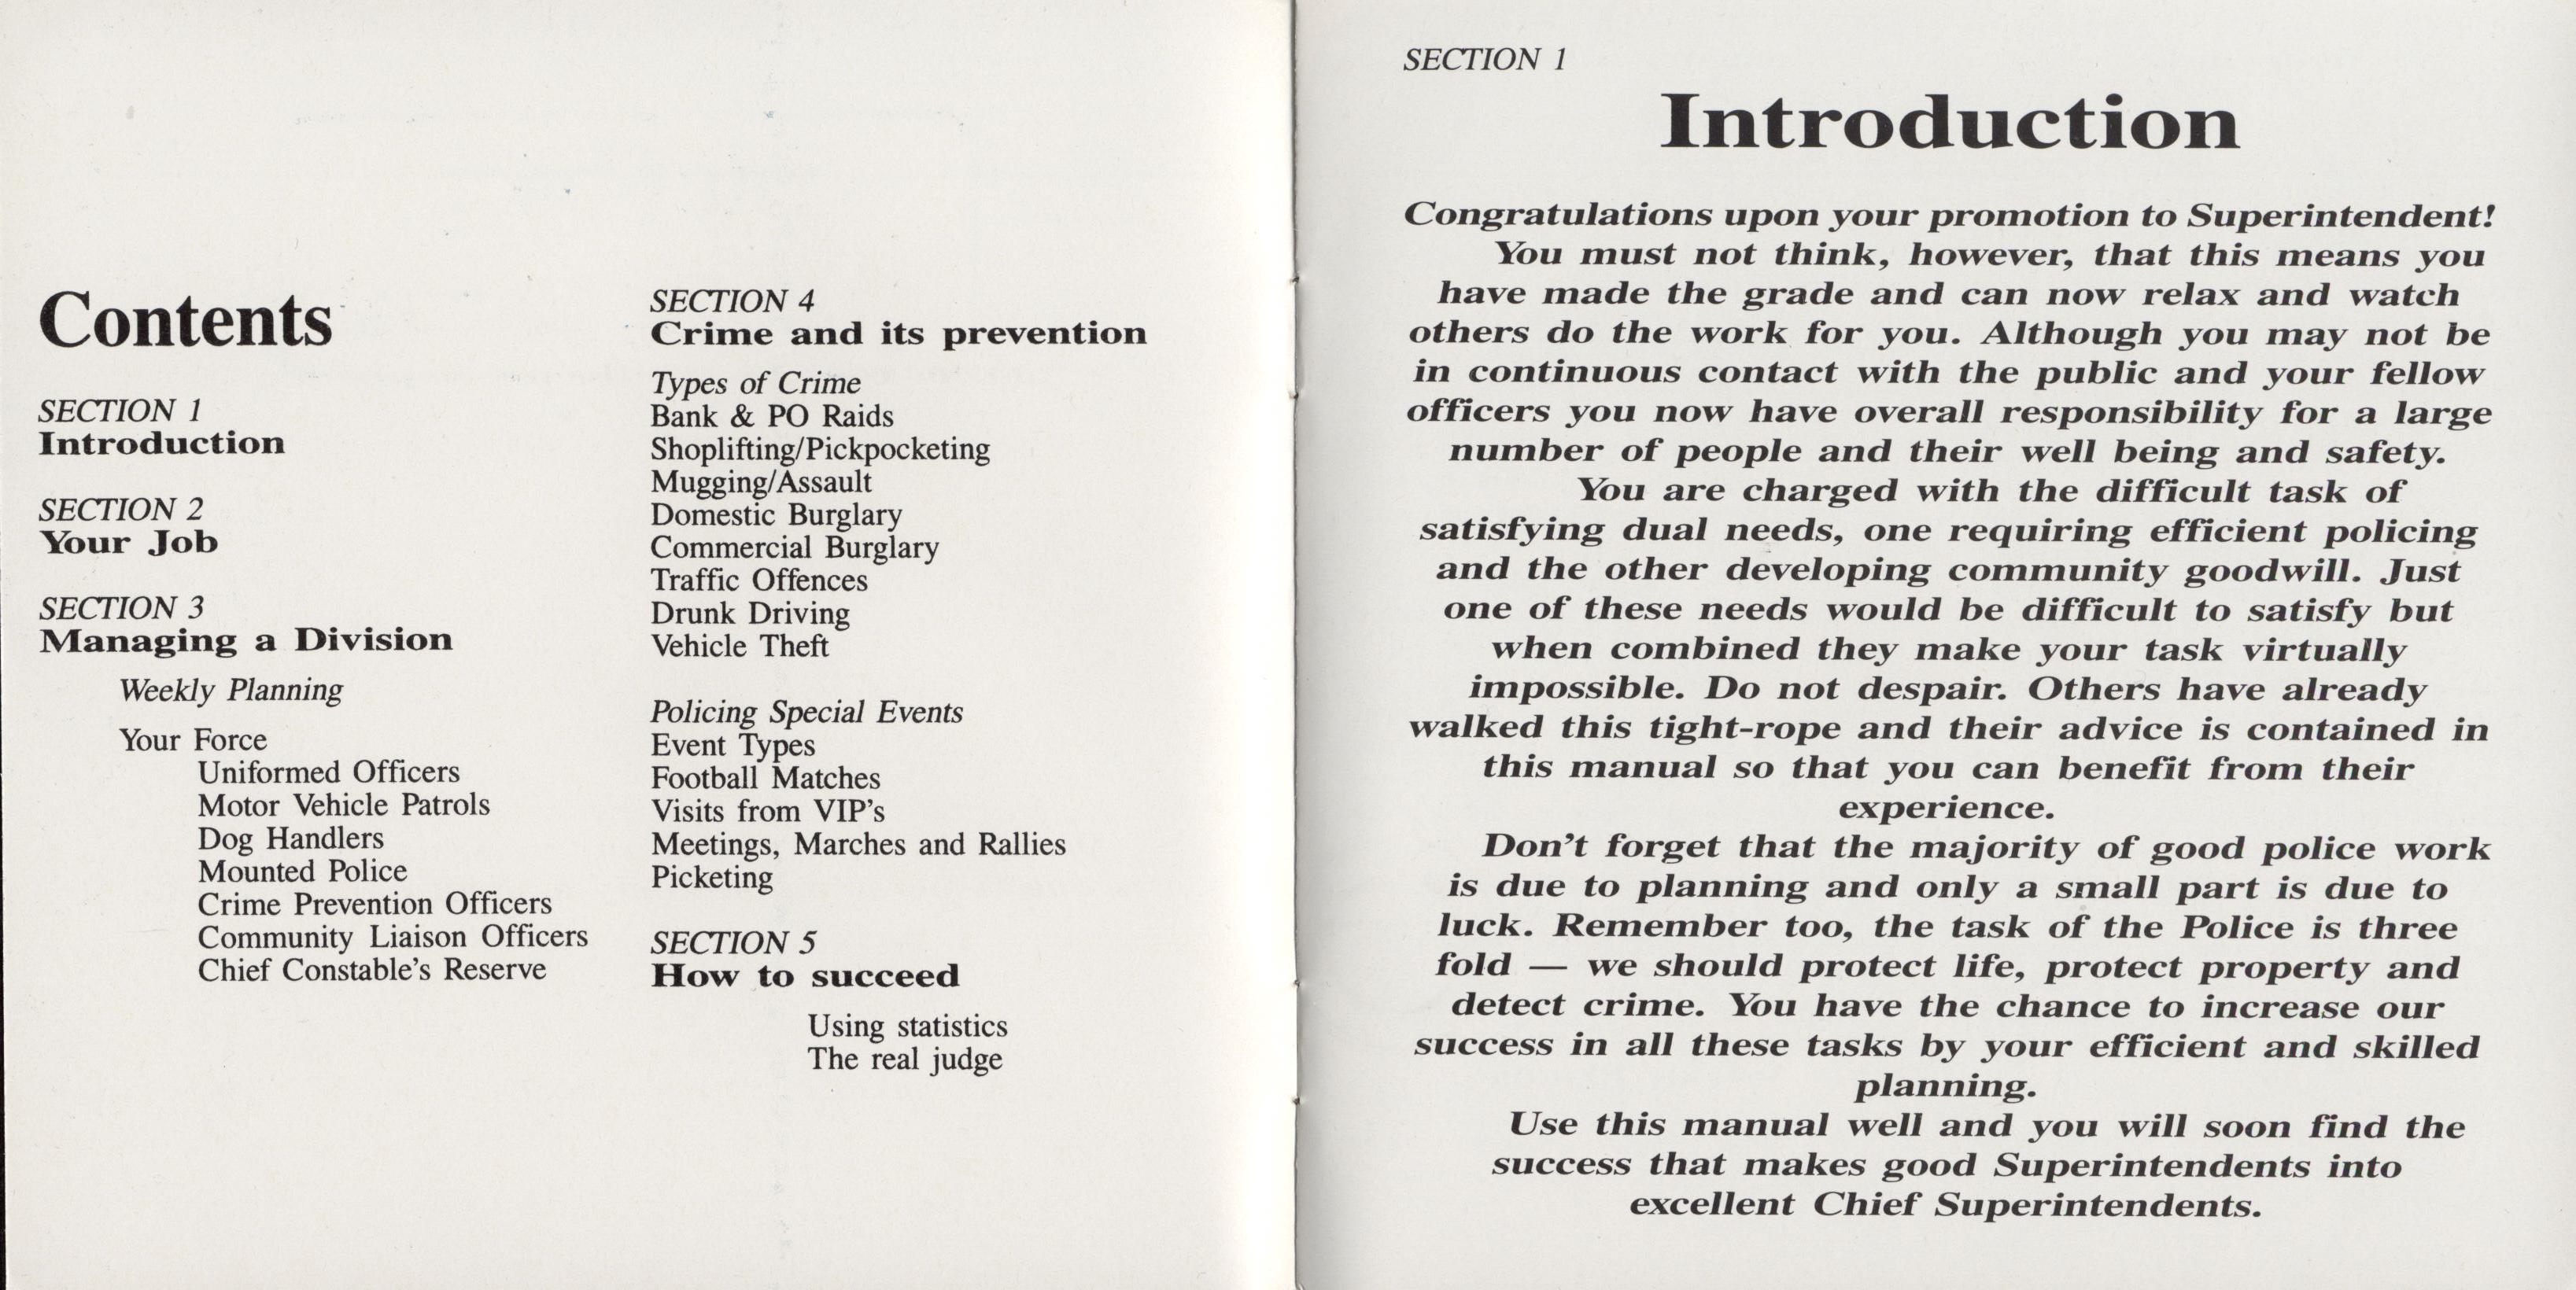 Contents
SECTION 1
Introduction
SECTION 2
Your Job
SECTION 3
Managing a Division
Weekly Planning
Your Force
Uniformed Officers
Motor Vehicle Patrols
Dog Handlers
Mounted Police
Crime Prevention Officers
Community Liaison Officers
Chief Constable's Reserve
SECTION 4
Crime and its prevention
Types of Crime
Bank & PO Raids
Shoplifting/Pickpocketing
Mugging/Assault
Domestic Burglary
Commercial Burglary
Traffic Offences
Drunk Driving
Vehicle Theft
Policing Special Events
Event Types
Football Matches
Visits from VIP's
Meetings, Marches and Rallies
Picketing
SECTION 5
How to succeed
Using statistics
The real judge
SECTION 1
Introduction
Congratulations upon your promotion to Superintendent!
You must not think, however, that this means you
have made the grade and can now relax and watch
others do the work for you. Although you may not be
in continuous contact with the public and your fellow
officers you now have overall responsibility for a large
number of people and their well being and safety.
You are charged with the difficult task of
satisfying dual needs, one requiring efficient policing
and the other developing community goodwill. Just
one of these needs would be difficult to satisfy but
when combined they make your task virtually
impossible. Do not despair. Others have already
walked this tight-rope and their advice is contained in
this manual so that you can benefit from their
experience.
Don't forget that the majority of good police work
is due to planning and only a small part is due to
luck. Remember too, the task of the Police is three
fold — we should protect life, protect property and
detect crime. You have the chance to increase our
success in all these tasks by your efficient and skilled
planning.
Use this manual well and you will soon find the
success that makes good Superintendents into
excellent Chief Superintendents.